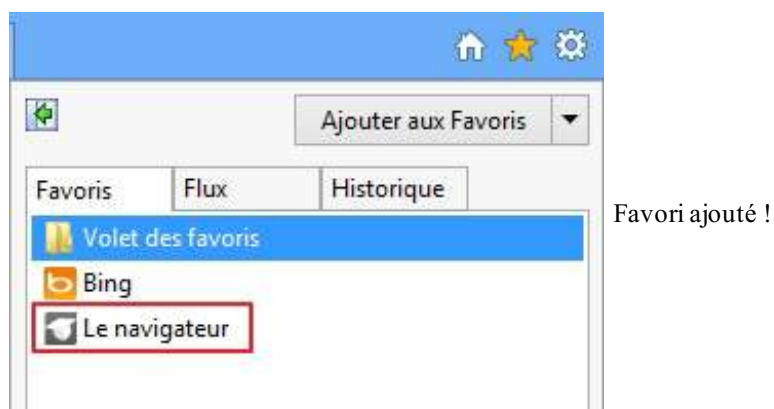 Ajouter aux Favoris
Favoris Flux Historique
Favori ajouté !
Volet des favoris
Bing
Le navigateur